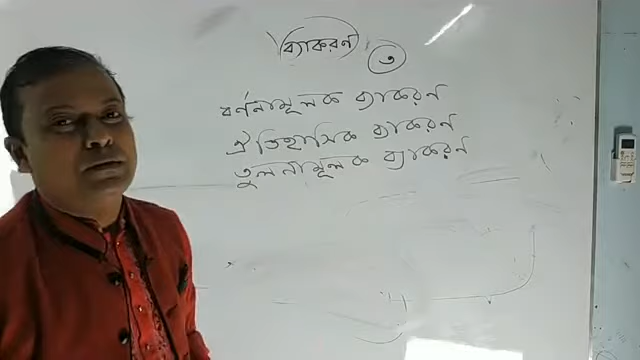 ব্যাকরণ ৩
বর্ণনামূলক ব্যাকরণ
ঐতিহাসিক ব্যাকরণ
তুলনামূলক ব্যাকরণ